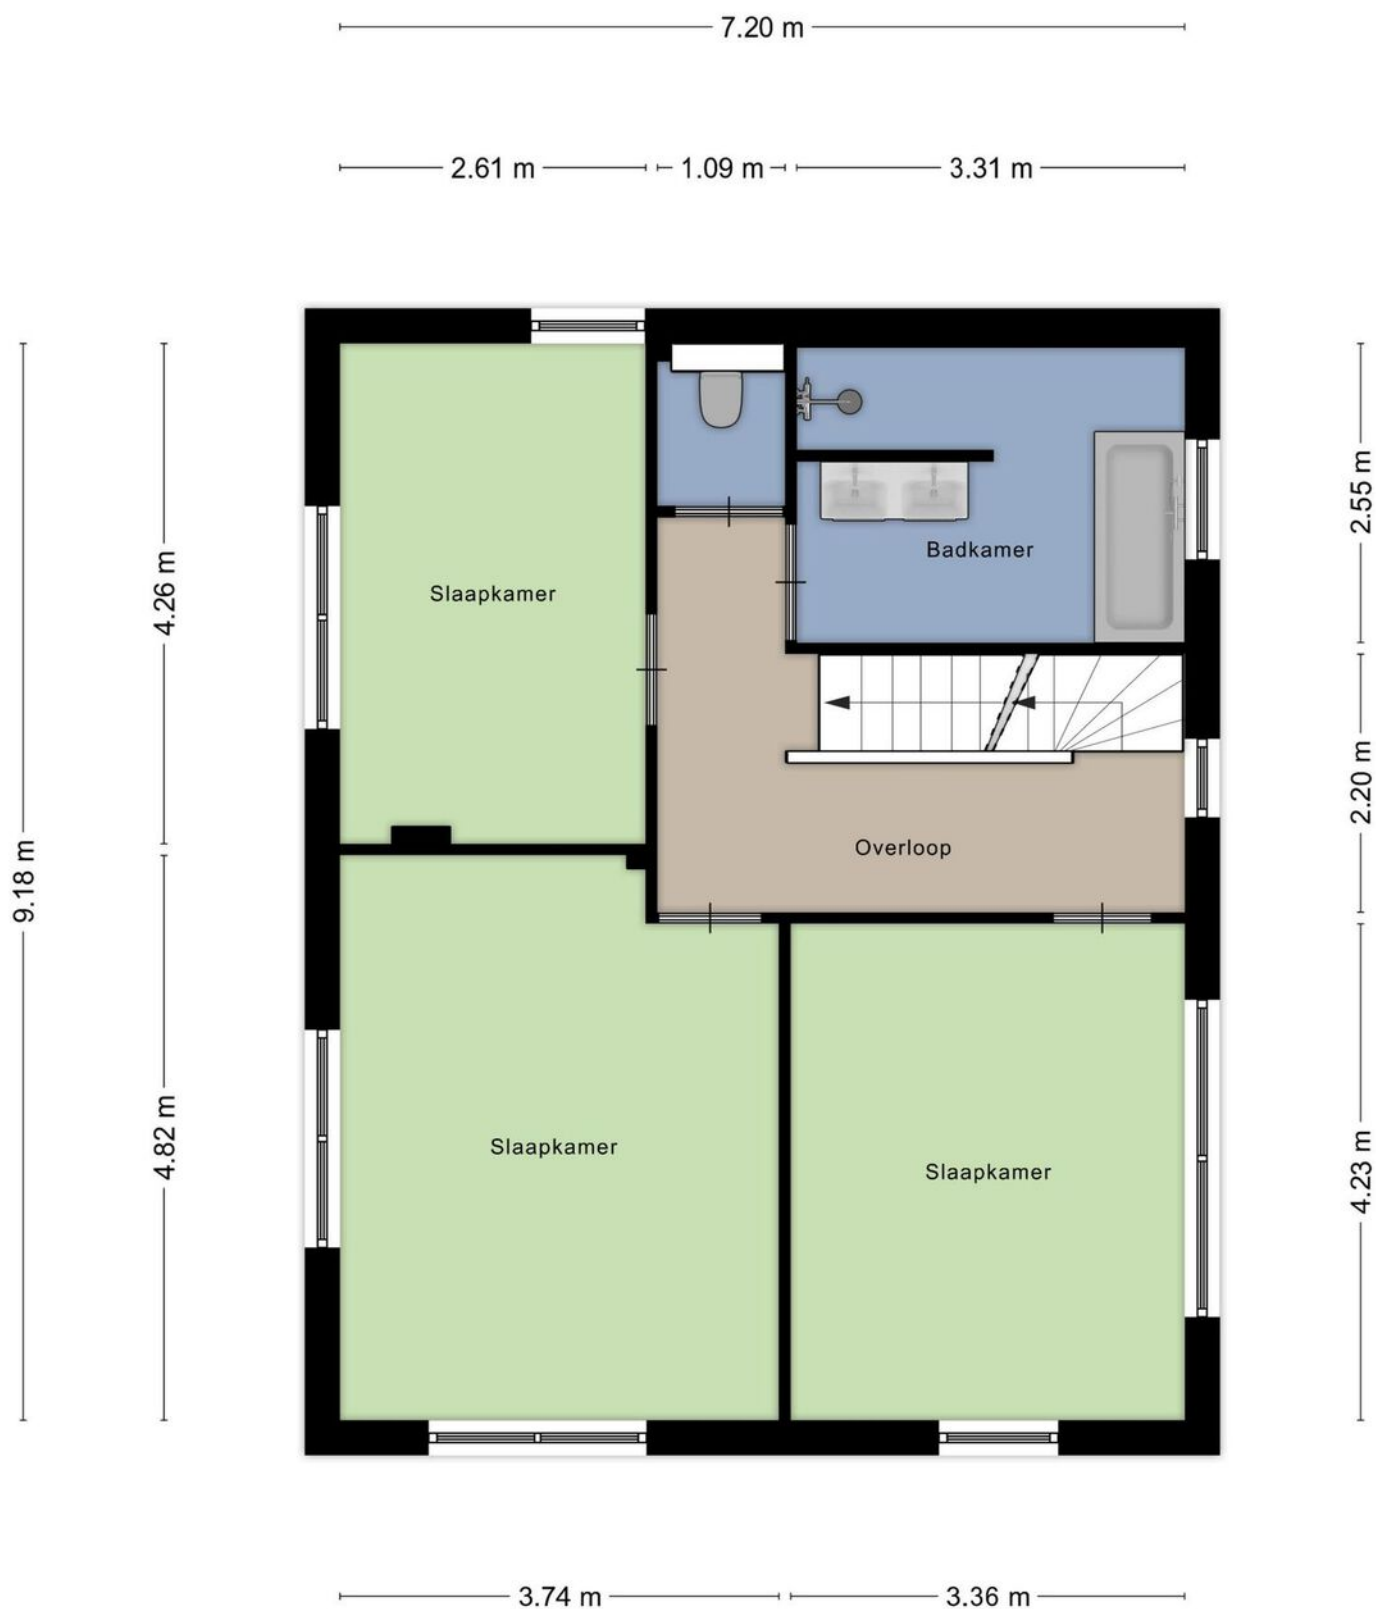 7.20 m
2.61 m
1.09 m
3.31 m
2.55 m
Badkamer
4.26 m
Slaapkamer
2.20 m
Overloop
9.18 m
4.82 m
Slaapkamer
Slaapkamer
4.23 m
3.74 m
3.36 m